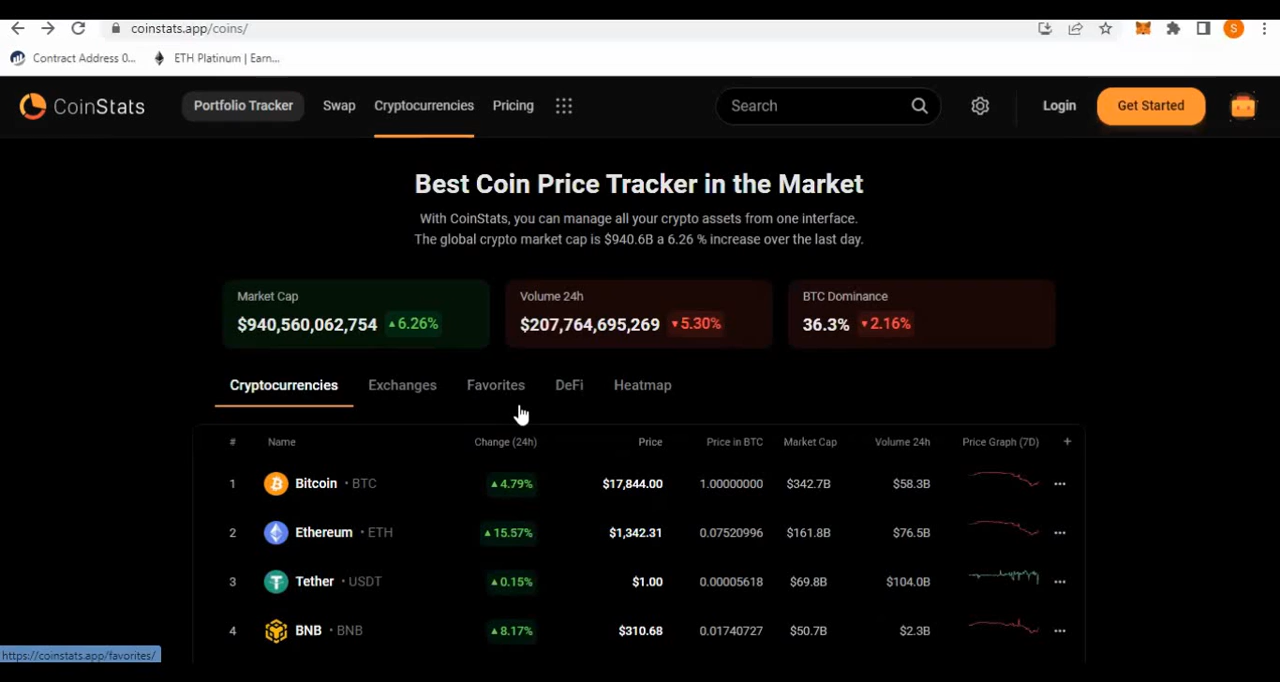 coinstats.app/coins/
S
Contract Address 0... ETH Platinum | Earn...
CoinStats Portfolio Tracker Swap Cryptocurrencies Pricing Search Login Get Started
Best Coin Price Tracker in the Market
With CoinStats, you can manage all your crypto assets from one interface.
The global crypto market cap is $940.6B a 6.26 % increase over the last day.
Market Cap Volume 24h BTC Dominance
$940,560,062,754 ▲6.26% $207,764,695,269 ▼5.30% 36.3% ▼2.16%
Cryptocurrencies Exchanges Favorites DeFi Heatmap
# Name Change (24h) Price Price in BTC Market Cap Volume 24h Price Graph (7D) +
1 Bitcoin • BTC ▲4.79% $17,844.00 1.00000000 $342.7B $58.3B
2 Ethereum • ETH ▲15.57% $1,342.31 0.07520996 $161.8B $76.5B
3 Tether • USDT ▲0.15% $1.00 0.00005618 $69.8B $104.0B
4 BNB • BNB ▲8.17% $310.68 0.01740727 $50.7B $2.3B
https://coinstats.app/favorites/